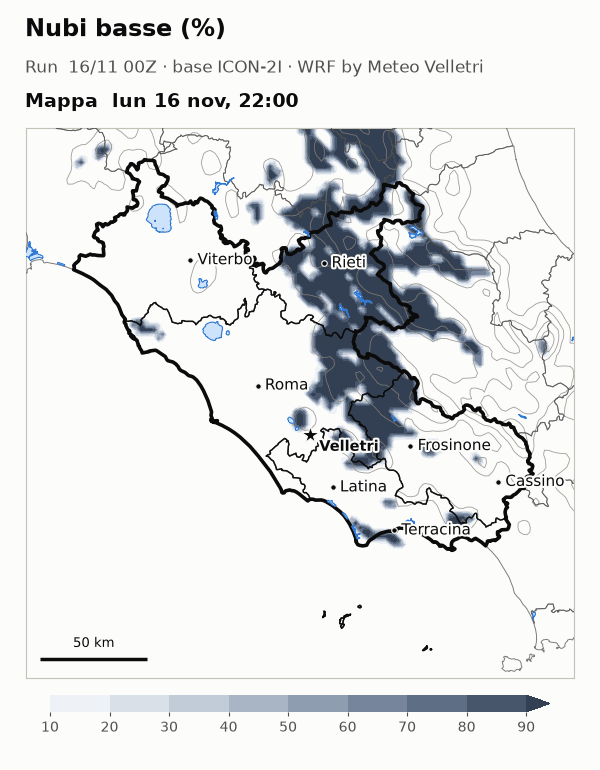 Nubi basse (%)
Run  16/11 00Z · base ICON-2I · WRF by Meteo Velletri
Mappa  lun 16 nov, 22:00
Viterbo
Rieti
Roma
Velletri
Frosinone
Latina
Cassino
Terracina
50 km
10 20 30 40 50 60 70 80 90